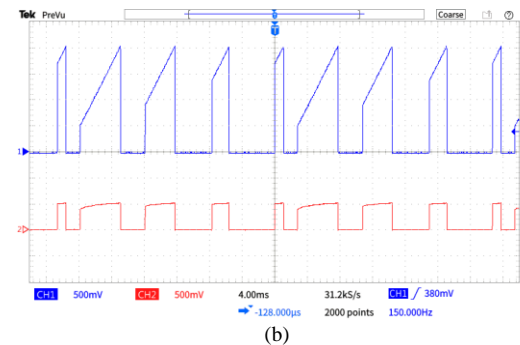 Tek PreVu Coarse
T
1
2
CH1 500mV CH2 500mV 4.00ms 31.2kS/s CH1 380mV
-128.000µs 2000 points 150.000Hz
(b)